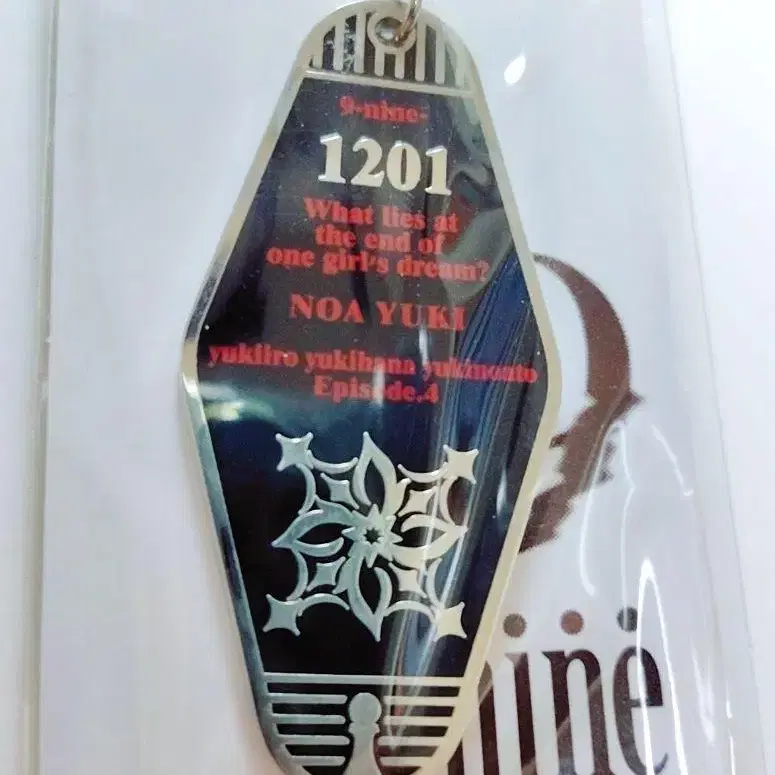 9-nine-
1201
What lies at
the end of
one girl's dream?
NOA YUKI
yukiiro yukihana yukinoato
Episode.4
nine